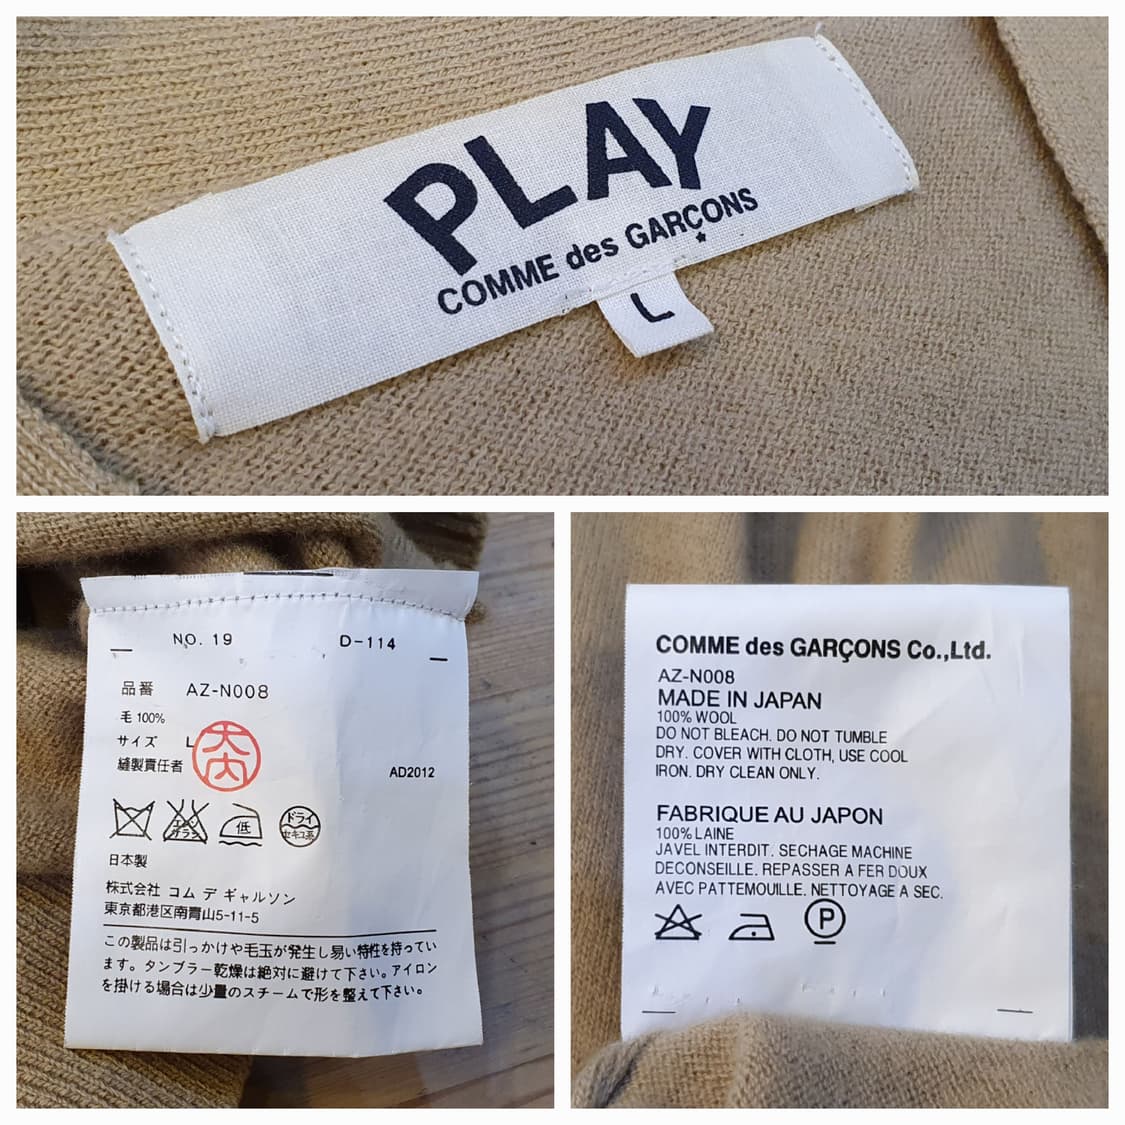 PLAY
COMME des GARÇONS
L
NO. 19 D-114
品番 AZ-N008
毛 100%
サイズ L
縫製責任者 大内
AD2012
エンソサラシ 低 ドライ セキユ系
日本製
株式会社 コム デ ギャルソン
東京都港区南青山5-11-5
この製品は引っかけや毛玉が発生し易い特性を持ってい
ます。タンブラー乾燥は絶対に避けて下さい。アイロン
を掛ける場合は少量のスチームで形を整えて下さい。
COMME des GARÇONS Co.,Ltd.
AZ-N008
MADE IN JAPAN
100% WOOL
DO NOT BLEACH. DO NOT TUMBLE
DRY. COVER WITH CLOTH, USE COOL
IRON. DRY CLEAN ONLY.
FABRIQUE AU JAPON
100% LAINE
JAVEL INTERDIT. SECHAGE MACHINE
DECONSEILLE. REPASSER A FER DOUX
AVEC PATTEMOUILLE. NETTOYAGE A SEC.
P